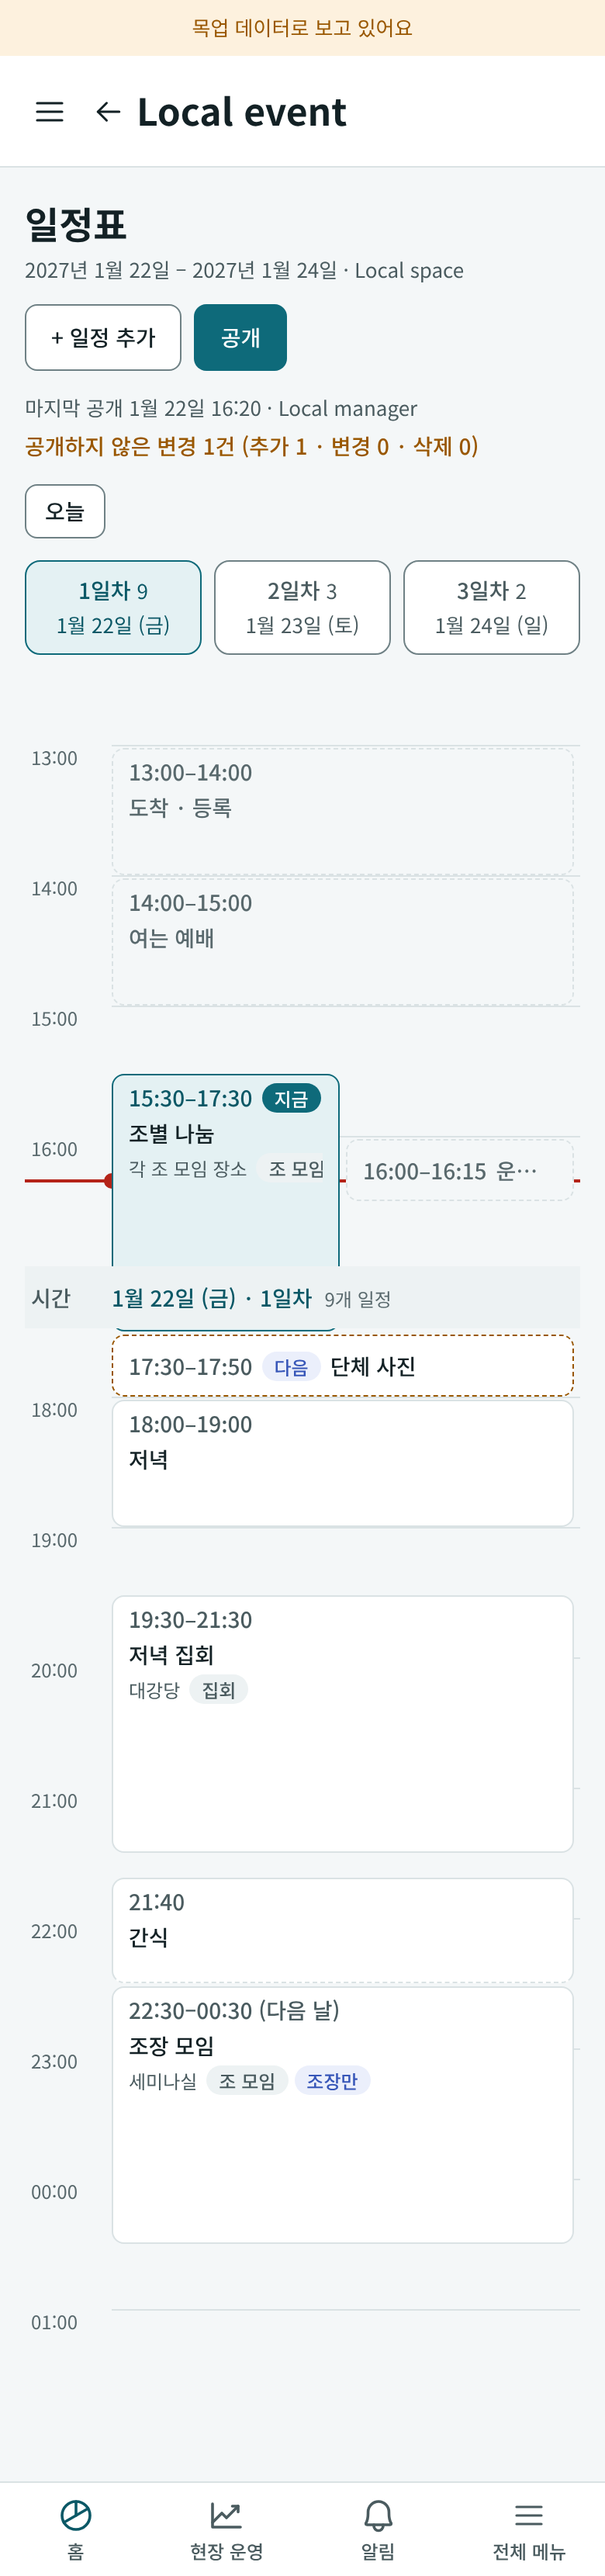 목업 데이터로 보고 있어요
Local event
일정표
2027년 1월 22일 – 2027년 1월 24일 · Local space
+ 일정 추가
공개
마지막 공개 1월 22일 16:20 · Local manager
공개하지 않은 변경 1건 (추가 1 · 변경 0 · 삭제 0)
오늘
1일차 9
1월 22일 (금)
2일차 3
1월 23일 (토)
3일차 2
1월 24일 (일)
13:00
13:00–14:00
도착 · 등록
14:00
14:00–15:00
여는 예배
15:00
15:30–17:30 지금
조별 나눔
각 조 모임 장소 조 모임
16:00
16:00–16:15 운…
시간
1월 22일 (금) · 1일차 9개 일정
17:30–17:50 다음 단체 사진
18:00
18:00–19:00
저녁
19:00
19:30–21:30
저녁 집회
대강당 집회
20:00
21:00
21:40
간식
22:00
22:30–00:30 (다음 날)
조장 모임
세미나실 조 모임 조장만
23:00
00:00
01:00
홈
현장 운영
알림
전체 메뉴